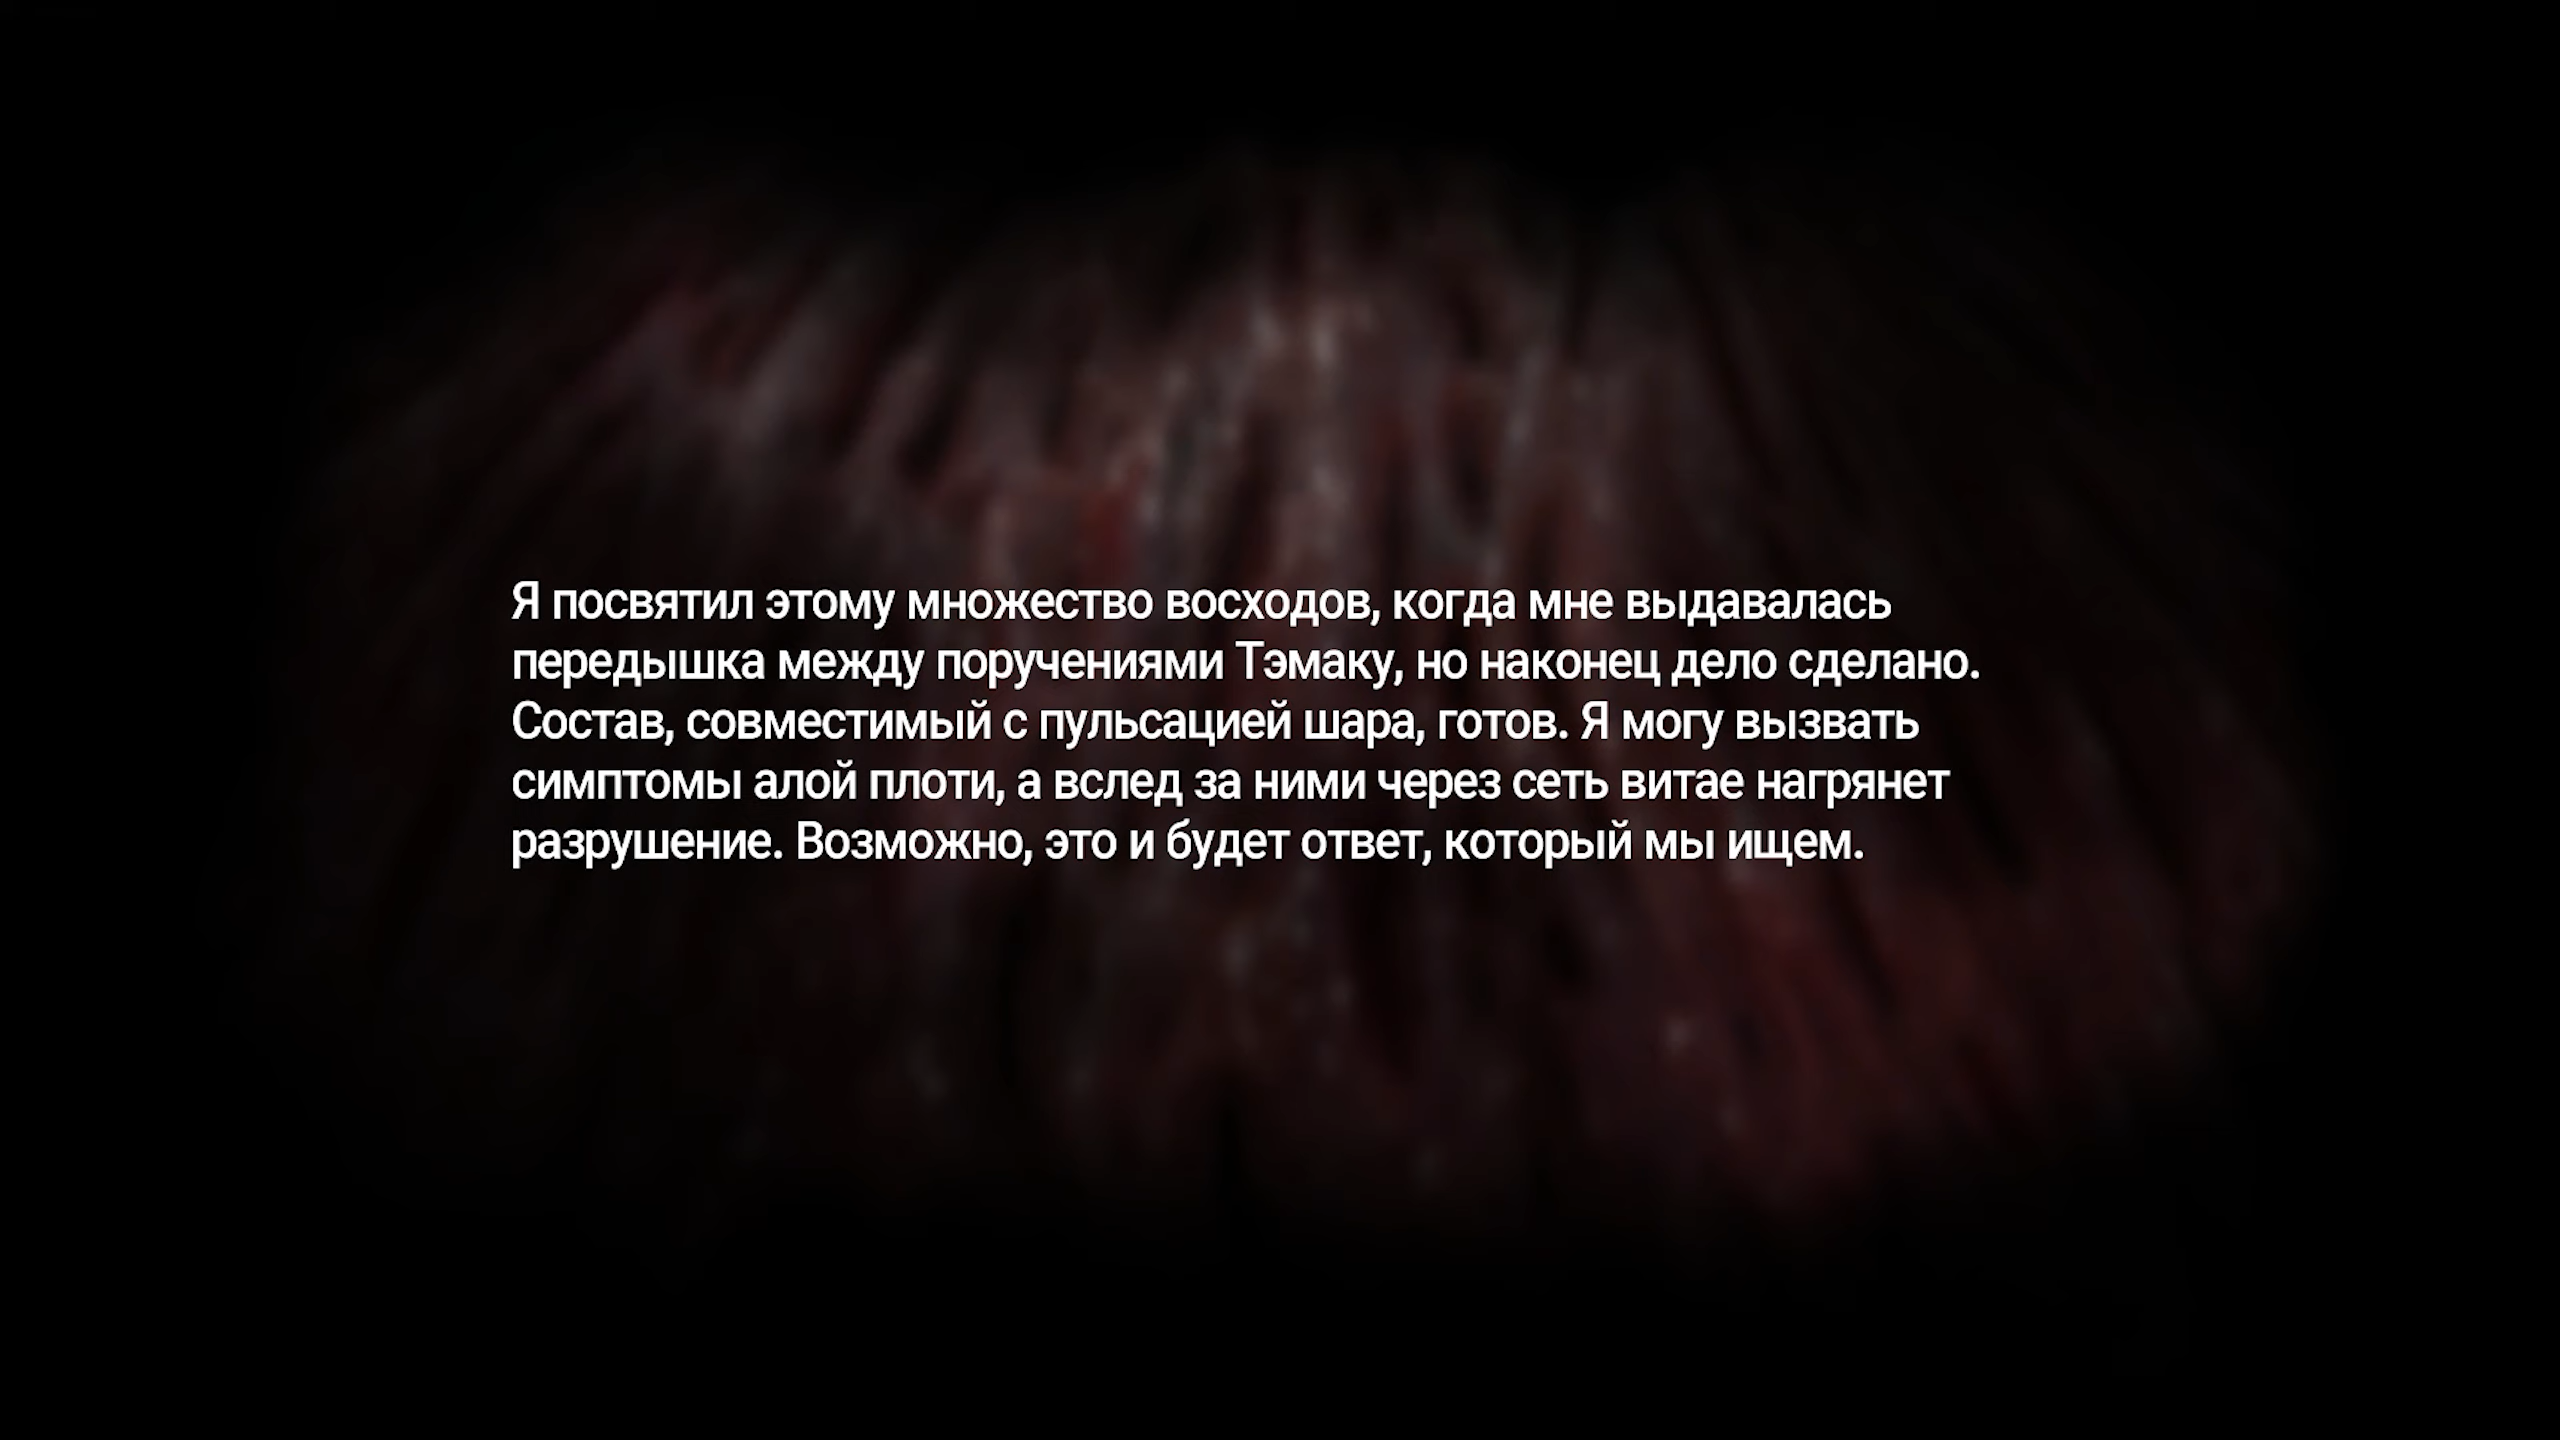 Я посвятил этому множество восходов, когда мне выдавалась
передышка между поручениями Тэмаку, но наконец дело сделано.
Состав, совместимый с пульсацией шара, готов. Я могу вызвать
симптомы алой плоти, а вслед за ними через сеть витае нагрянет
разрушение. Возможно, это и будет ответ, который мы ищем.